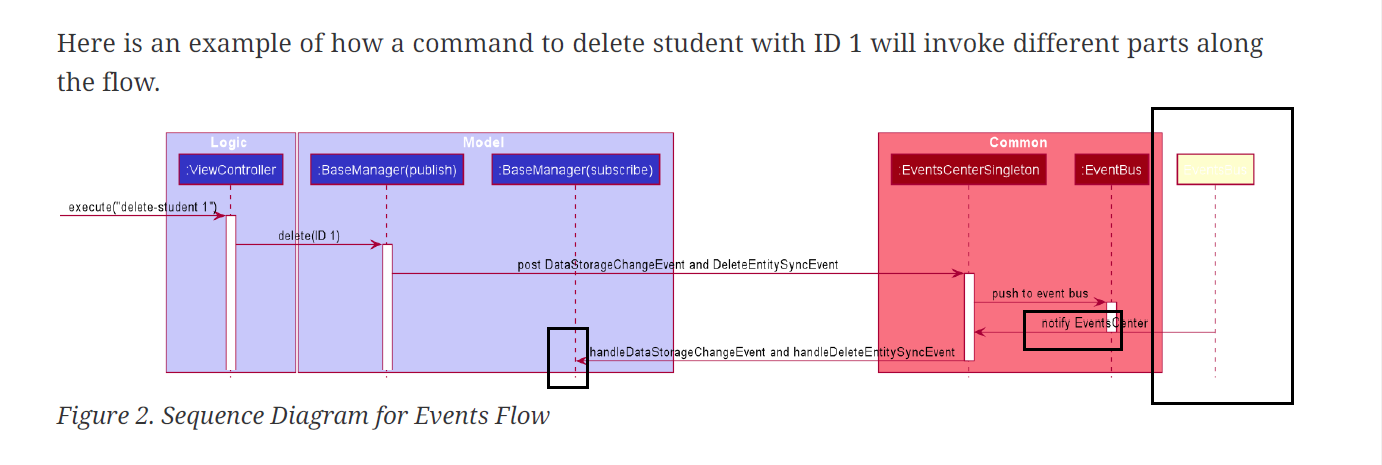 Here is an example of how a command to delete student with ID 1 will invoke different parts along
the flow.
Logic
Model
Common
:ViewController
:BaseManager(publish)
:BaseManager(subscribe)
:EventsCenterSingleton
:EventBus
execute("delete-student 1")
delete(ID 1)
post DataStorageChangeEvent and DeleteEntitySyncEvent
push to event bus
notify EventsCenter
handleDataStorageChangeEvent and handleDeleteEntitySyncEvent
Figure 2. Sequence Diagram for Events Flow